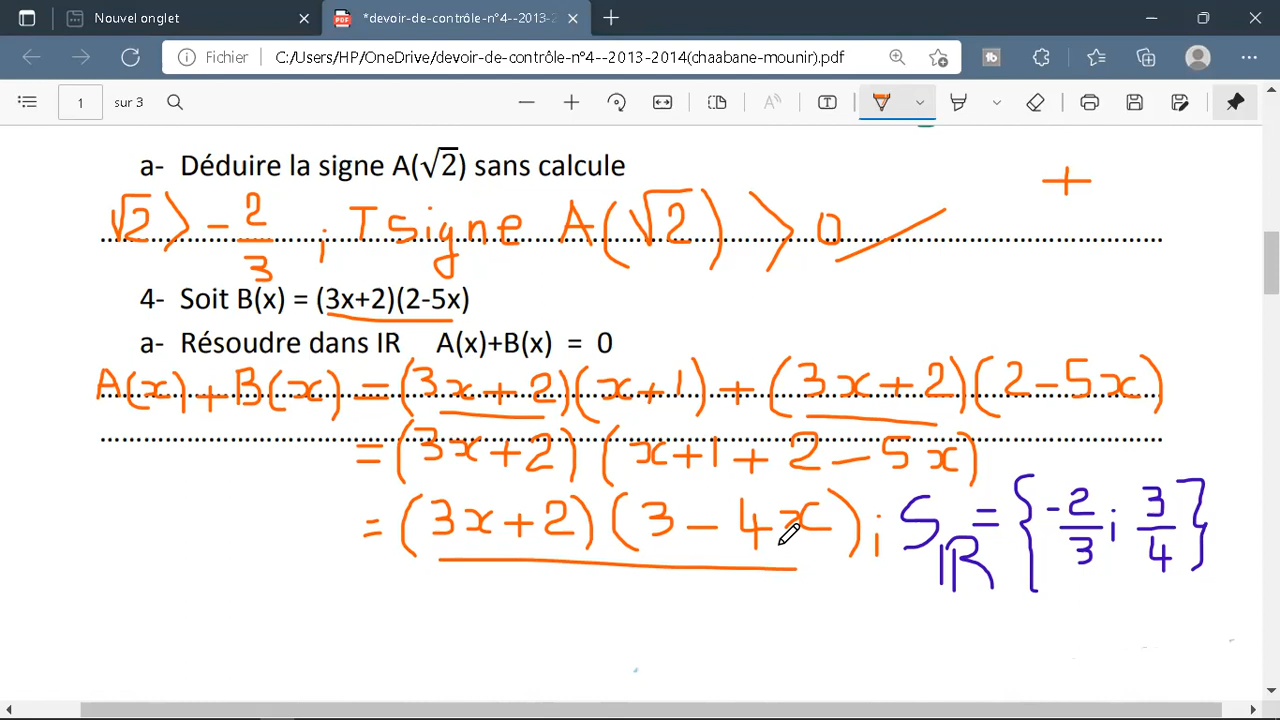 Nouvel onglet
*devoir-de-contrôle-n°4--2013-2
Fichier C:/Users/HP/OneDrive/devoir-de-contrôle-n°4--2013-2014(chaabane-mounir).pdf
1 sur 3
a- Déduire la signe A(√2) sans calcule
+
√2 > -2/3 ; T signe A(√2) > 0
4- Soit B(x) = (3x+2)(2-5x)
a- Résoudre dans IR A(x)+B(x) = 0
A(x)+B(x) = (3x+2)(x+1) + (3x+2)(2-5x)
= (3x+2) (x+1+2-5x)
= (3x+2) (3-4x) ; S IR = {-2/3 ; 3/4}